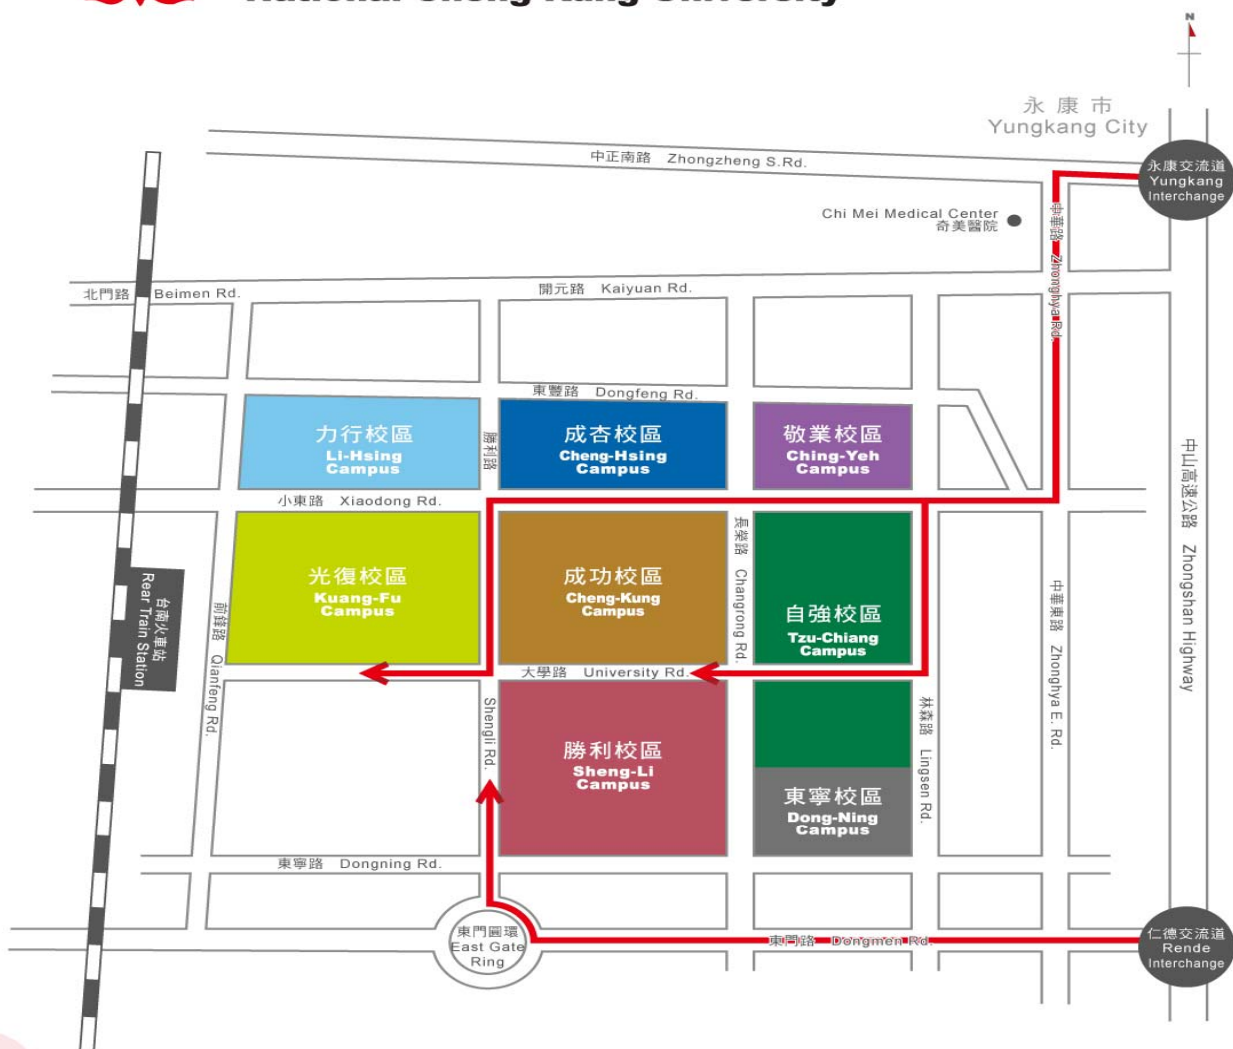 National Cheng Kung University
N
永康市
Yungkang City
中正南路 Zhongzheng S.Rd.
永康交流道
Yungkang
Interchange
Chi Mei Medical Center
奇美醫院
中華路 Zhonghya Rd.
北門路 Beimen Rd.
開元路 Kaiyuan Rd.
東豐路 Dongfeng Rd.
力行校區
Li-Hsing
Campus
勝利路
成杏校區
Cheng-Hsing
Campus
敬業校區
Ching-Yeh
Campus
中山高速公路 Zhongshan Highway
小東路 Xiaodong Rd.
光復校區
Kuang-Fu
Campus
成功校區
Cheng-Kung
Campus
長榮路 Changrong Rd.
自強校區
Tzu-Chiang
Campus
台南火車站
Rear Train Station
前鋒路 Qianfeng Rd.
中華東路 Zhonghya E. Rd.
大學路 University Rd.
Shengli Rd.
勝利校區
Sheng-Li
Campus
林森路 Lingsen Rd.
東寧校區
Dong-Ning
Campus
東寧路 Dongning Rd.
東門圓環
East Gate
Ring
東門路 Dongmen Rd.
仁德交流道
Rende
Interchange